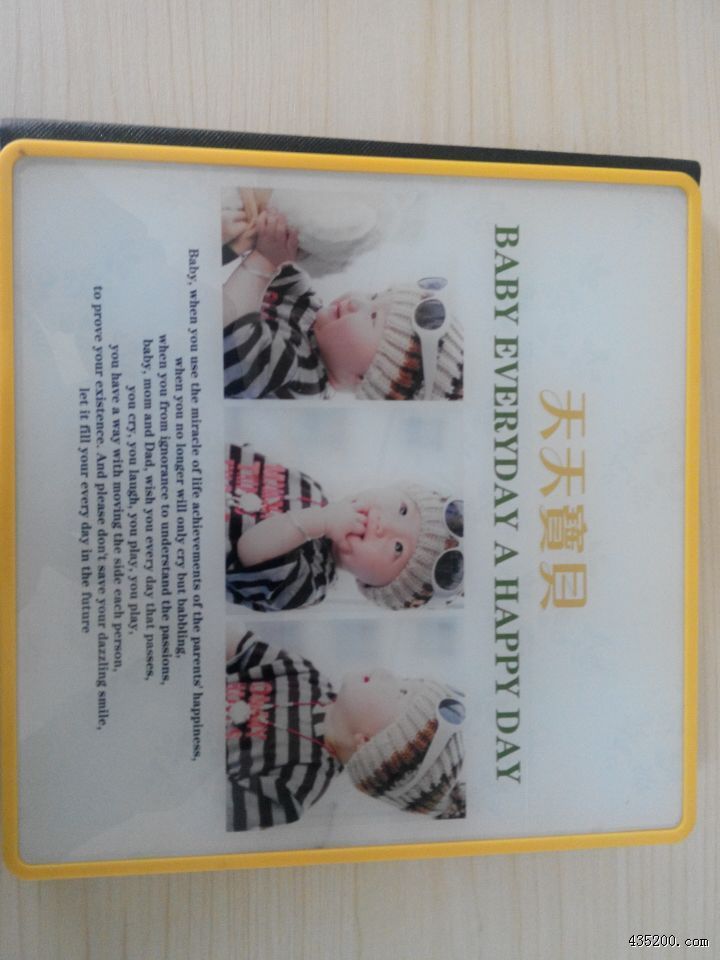 天天寶貝
BABY EVERYDAY A HAPPY DAY
Baby, when you use the miracle of life achievements of the parents' happiness,
when you no longer will only cry but babbling,
when you from ignorance to understand the passions,
baby, mom and Dad, wish you every day that passes,
you cry, you laugh, you play, you play,
you have a way with moving the side each person,
to prove your existence. And please don't save your dazzling smile,
let it fill your every day in the future
435200.com